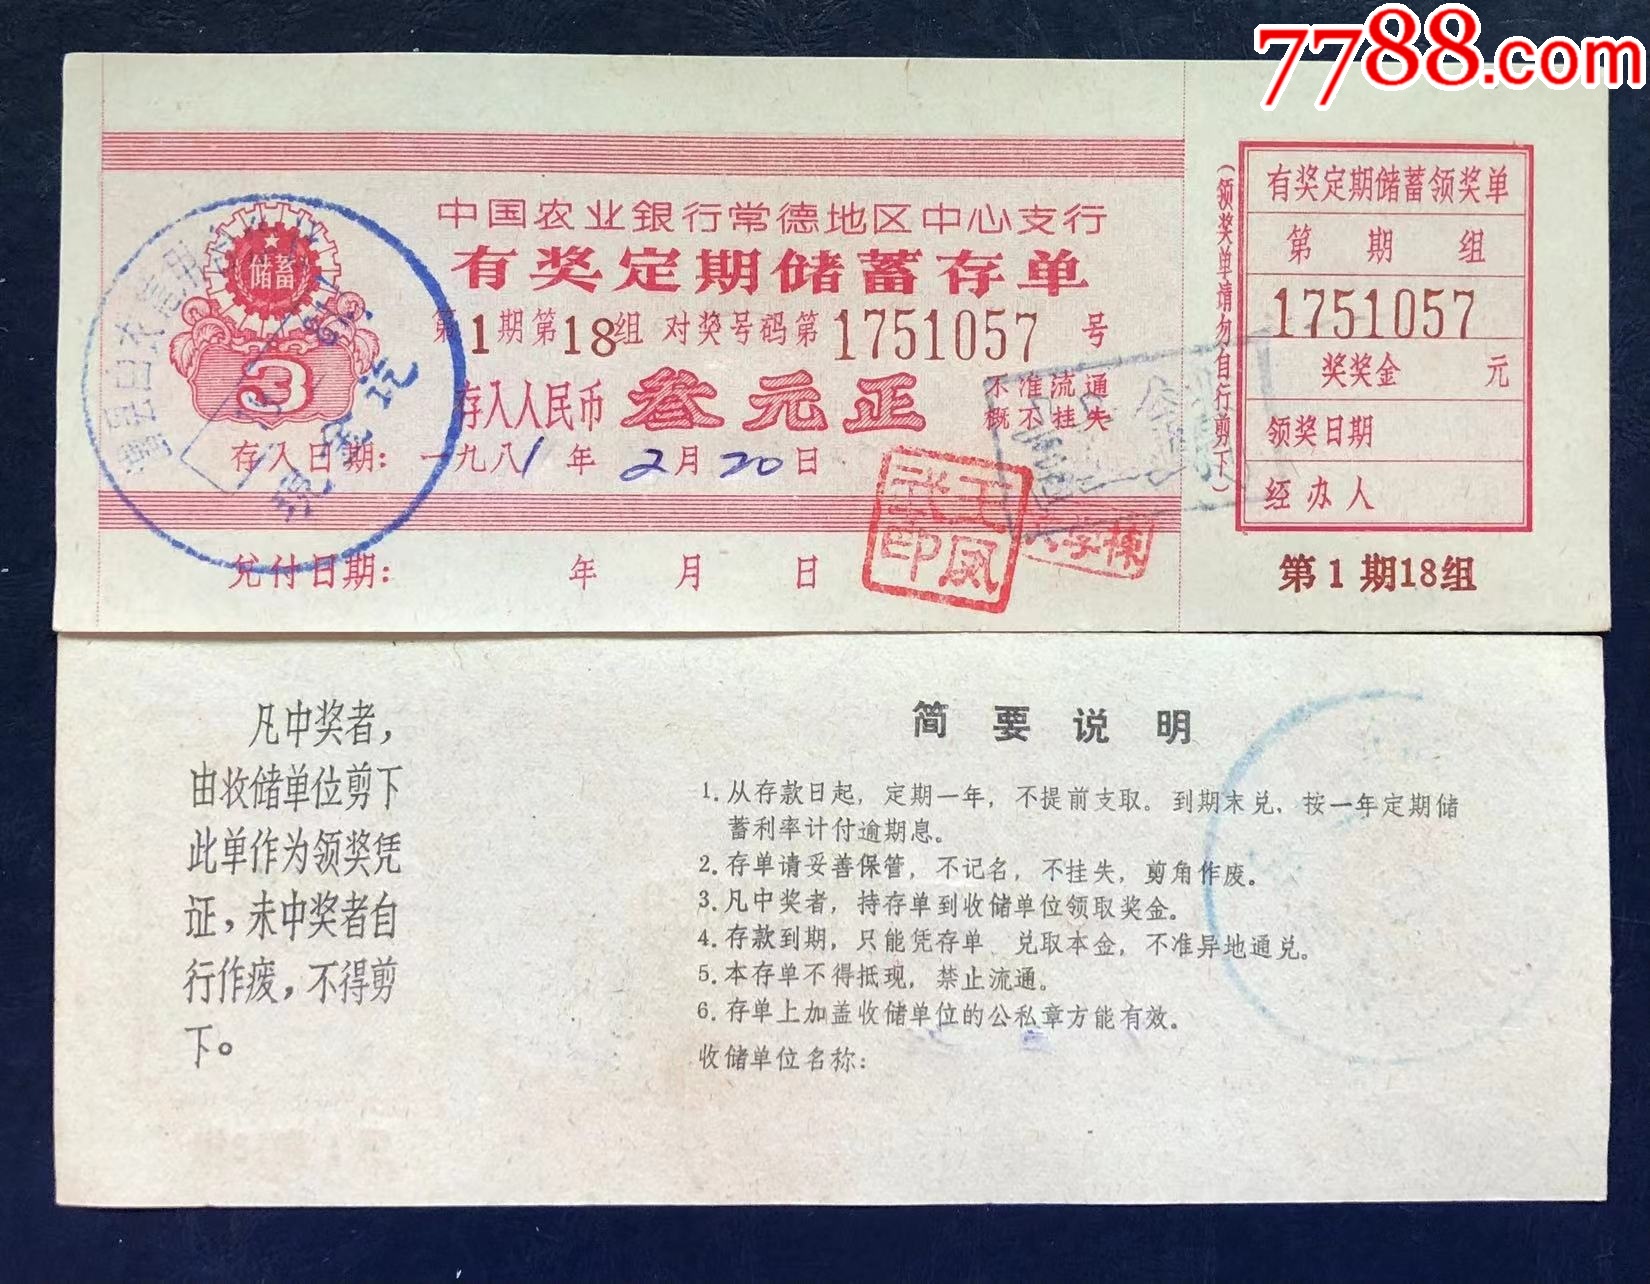 7788.com
中国农业银行常德地区中心支行
有奖定期储蓄存单
第1期第18组 对奖号码第1751057号
储蓄
3
存入人民币叁元正
不准流通
概不挂失
存入日期：一九八1年2月20日
兑付日期： 年 月 日
王凤
武印
(领奖单请勿自行剪下)
有奖定期储蓄领奖单
第 期 组
1751057
奖奖金 元
领奖日期
经办人
第1期18组
凡中奖者，
由收储单位剪下
此单作为领奖凭
证，未中奖者自
行作废，不得剪
下。
简要说明
1.从存款日起，定期一年，不提前支取。到期未兑，按一年定期储
蓄利率计付逾期息。
2.存单请妥善保管，不记名，不挂失，剪角作废。
3.凡中奖者，持存单到收储单位领取奖金。
4.存款到期，只能凭存单、兑取本金，不准异地通兑。
5.本存单不得抵现，禁止流通。
6.存单上加盖收储单位的公私章方能有效。
收储单位名称：